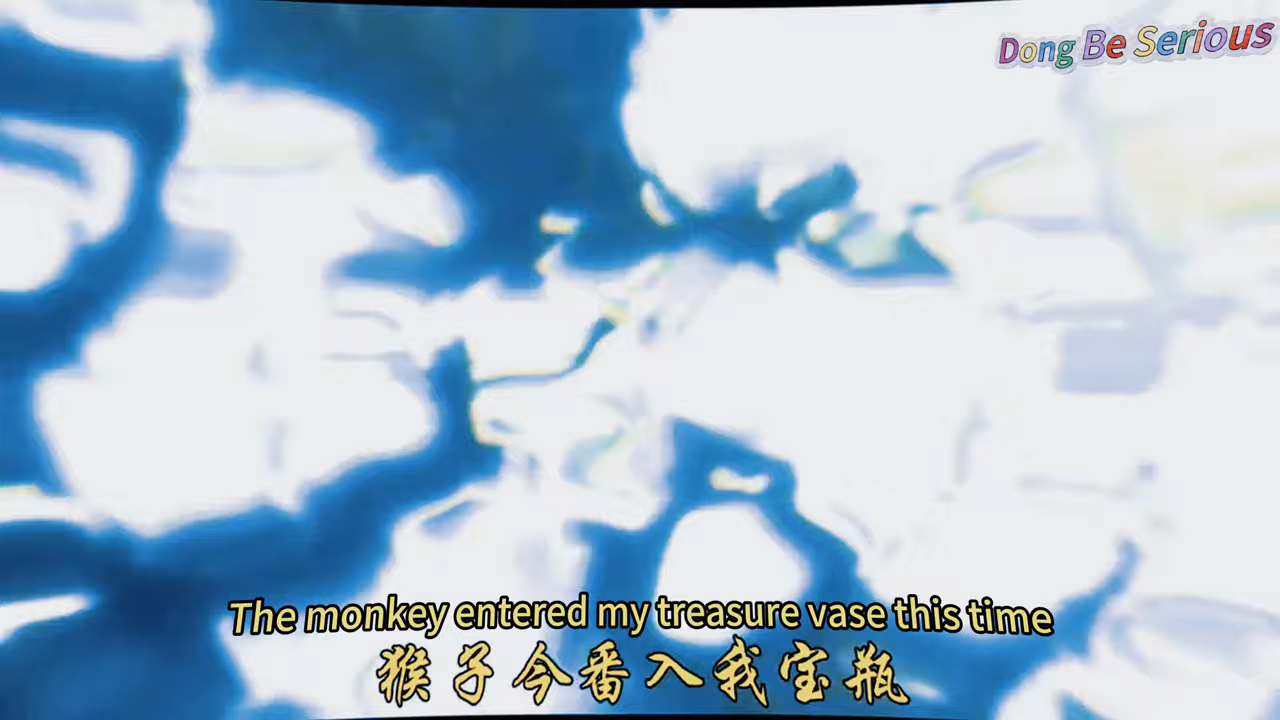 Dong Be Serious
The monkey entered my treasure vase this time
猴子今番入我宝瓶